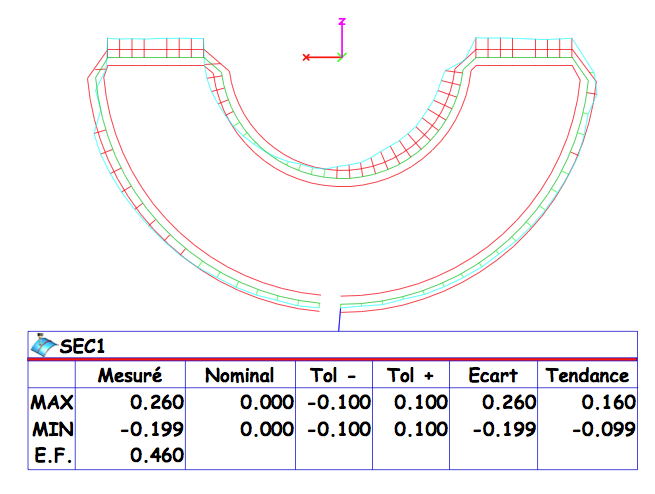 z
x
SEC1
Mesuré Nominal Tol - Tol + Ecart Tendance
MAX 0.260 0.000 -0.100 0.100 0.260 0.160
MIN -0.199 0.000 -0.100 0.100 -0.199 -0.099
E.F. 0.460